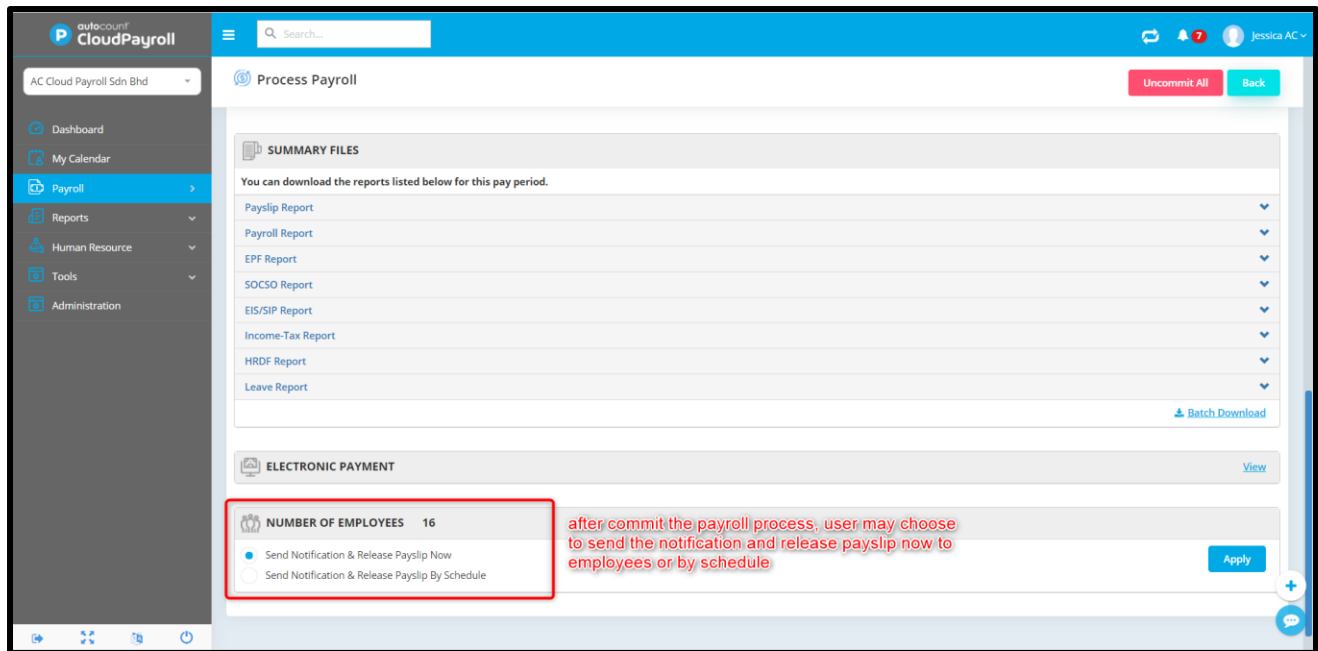 autocount
CloudPayroll
Search...
7
Jessica AC
AC Cloud Payroll Sdn Bhd
Process Payroll
Uncommit All
Back
Dashboard
My Calendar
Payroll
Reports
Human Resource
Tools
Administration
SUMMARY FILES
You can download the reports listed below for this pay period.
Payslip Report
Payroll Report
EPF Report
SOCSO Report
EIS/SIP Report
Income-Tax Report
HRDF Report
Leave Report
Batch Download
ELECTRONIC PAYMENT
View
NUMBER OF EMPLOYEES 16
Send Notification & Release Payslip Now
Send Notification & Release Payslip By Schedule
after commit the payroll process, user may choose
to send the notification and release payslip now to
employees or by schedule
Apply